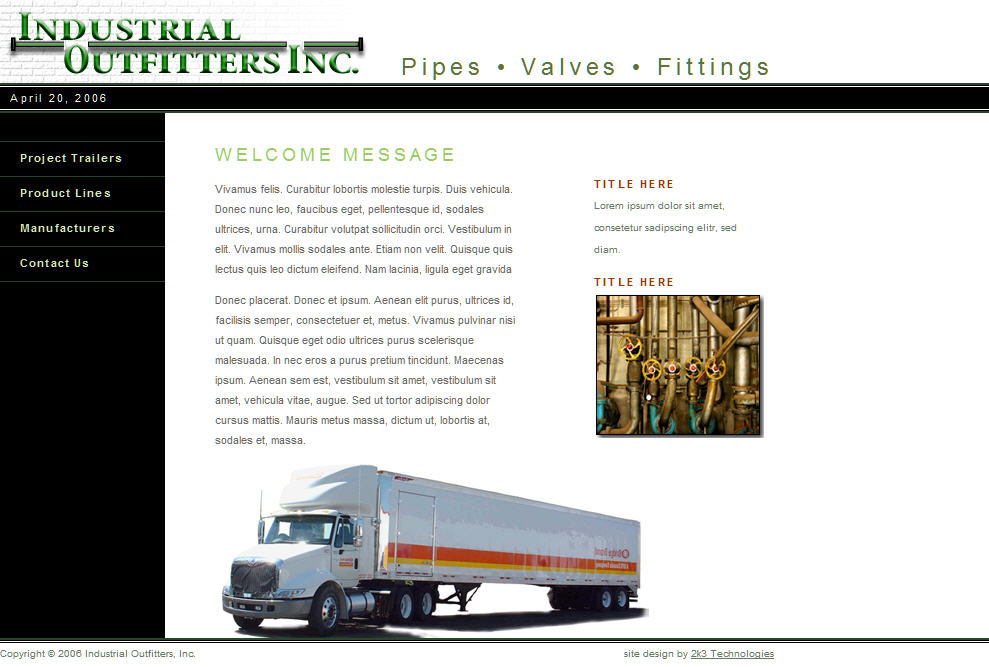 INDUSTRIAL
OUTFITTERS INC.
Pipes • Valves • Fittings
April 20, 2006
Project Trailers
Product Lines
Manufacturers
Contact Us
WELCOME MESSAGE
Vivamus felis. Curabitur lobortis molestie turpis. Duis vehicula.
Donec nunc leo, faucibus eget, pellentesque id, sodales
ultrices, urna. Curabitur volutpat sollicitudin orci. Vestibulum in
elit. Vivamus mollis sodales ante. Etiam non velit. Quisque quis
lectus quis leo dictum eleifend. Nam lacinia, ligula eget gravida
Donec placerat. Donec et ipsum. Aenean elit purus, ultrices id,
facilisis semper, consectetuer et, metus. Vivamus pulvinar nisi
ut quam. Quisque eget odio ultrices purus scelerisque
malesuada. In nec eros a purus pretium tincidunt. Maecenas
ipsum. Aenean sem est, vestibulum sit amet, vestibulum sit
amet, vehicula vitae, augue. Sed ut tortor adipiscing dolor
cursus mattis. Mauris metus massa, dictum ut, lobortis at,
sodales et, massa.
TITLE HERE
Lorem ipsum dolor sit amet,
consetetur sadipscing elitr, sed
diam.
TITLE HERE
Copyright © 2006 Industrial Outfitters, Inc.
site design by 2k3 Technologies